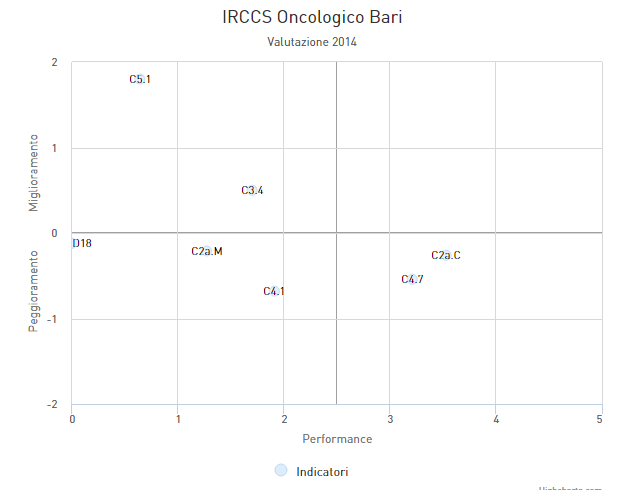 IRCCS Oncologico Bari
Valutazione 2014
Miglioramento
Peggioramento
2
1
0
-1
-2
C5.1
C3.4
D18
C2a.M
C2a.C
C4.7
C4.1
0 1 2 3 4 5
Performance
Indicatori